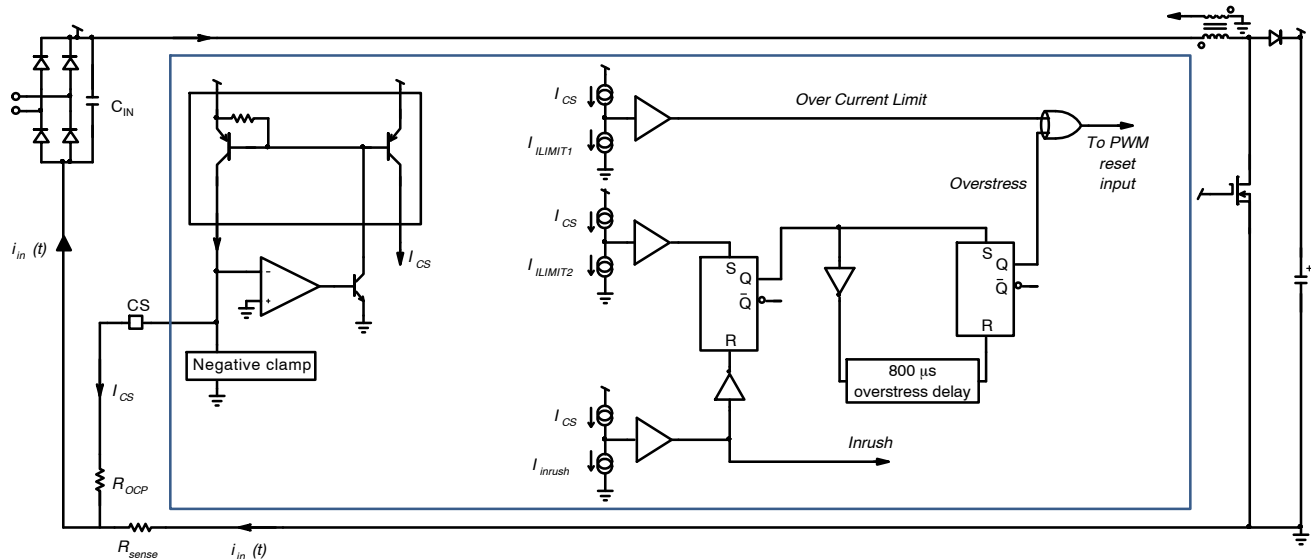 C_IN
i_in (t)
CS
I_CS
R_OCP
R_sense
i_in (t)
Negative clamp
I_CS
-
+
I_CS
I_ILIMIT1
Over Current Limit
To PWM
reset
input
Overstress
I_CS
I_ILIMIT2
S
Q
Q̅
R
S
Q
Q̅
R
800 μs
overstress delay
I_CS
I_inrush
Inrush
+